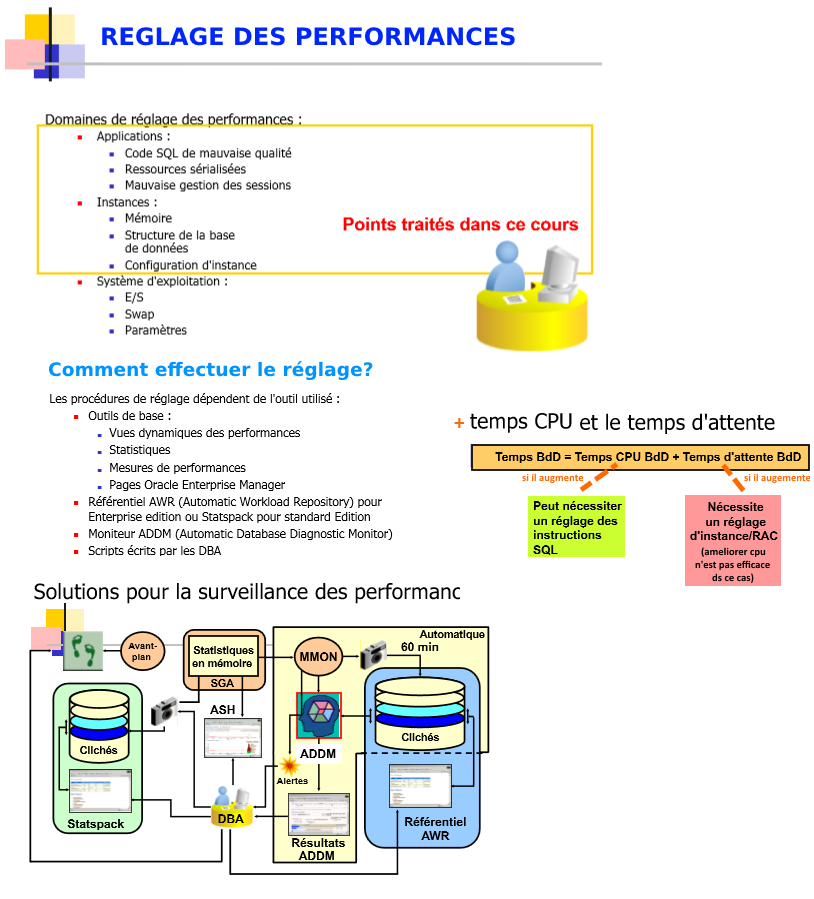 REGLAGE DES PERFORMANCES
Domaines de réglage des performances :
Applications :
Code SQL de mauvaise qualité
Ressources sérialisées
Mauvaise gestion des sessions
Instances :
Mémoire
Structure de la base
de données
Configuration d'instance
Points traités dans ce cours
Système d'exploitation :
E/S
Swap
Paramètres
Comment effectuer le réglage?
Les procédures de réglage dépendent de l'outil utilisé :
Outils de base :
Vues dynamiques des performances
Statistiques
Mesures de performances
Pages Oracle Enterprise Manager
Référentiel AWR (Automatic Workload Repository) pour
Enterprise edition ou Statspack pour standard Edition
Moniteur ADDM (Automatic Database Diagnostic Monitor)
Scripts écrits par les DBA
+ temps CPU et le temps d'attente
Temps BdD = Temps CPU BdD + Temps d'attente BdD
si il augmente
si il augmente
Peut nécessiter
un réglage des
instructions
SQL
Nécessite
un réglage
d'instance/RAC
(ameliorer cpu
n'est pas efficace
ds ce cas)
Solutions pour la surveillance des performanc
Avant-
plan
Statistiques
en mémoire
SGA
MMON
Automatique
60 min
ASH
Clichés
Statspack
ADDM
Alertes
DBA
Résultats
ADDM
Clichés
Référentiel
AWR